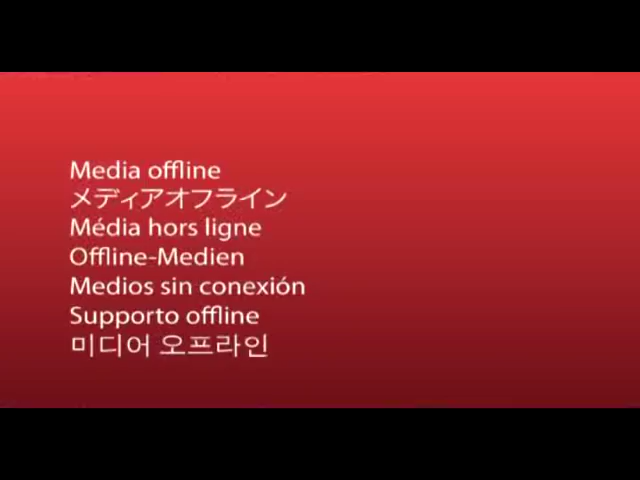 Media offline
メディアオフライン
Média hors ligne
Offline-Medien
Medios sin conexión
Supporto offline
미디어 오프라인